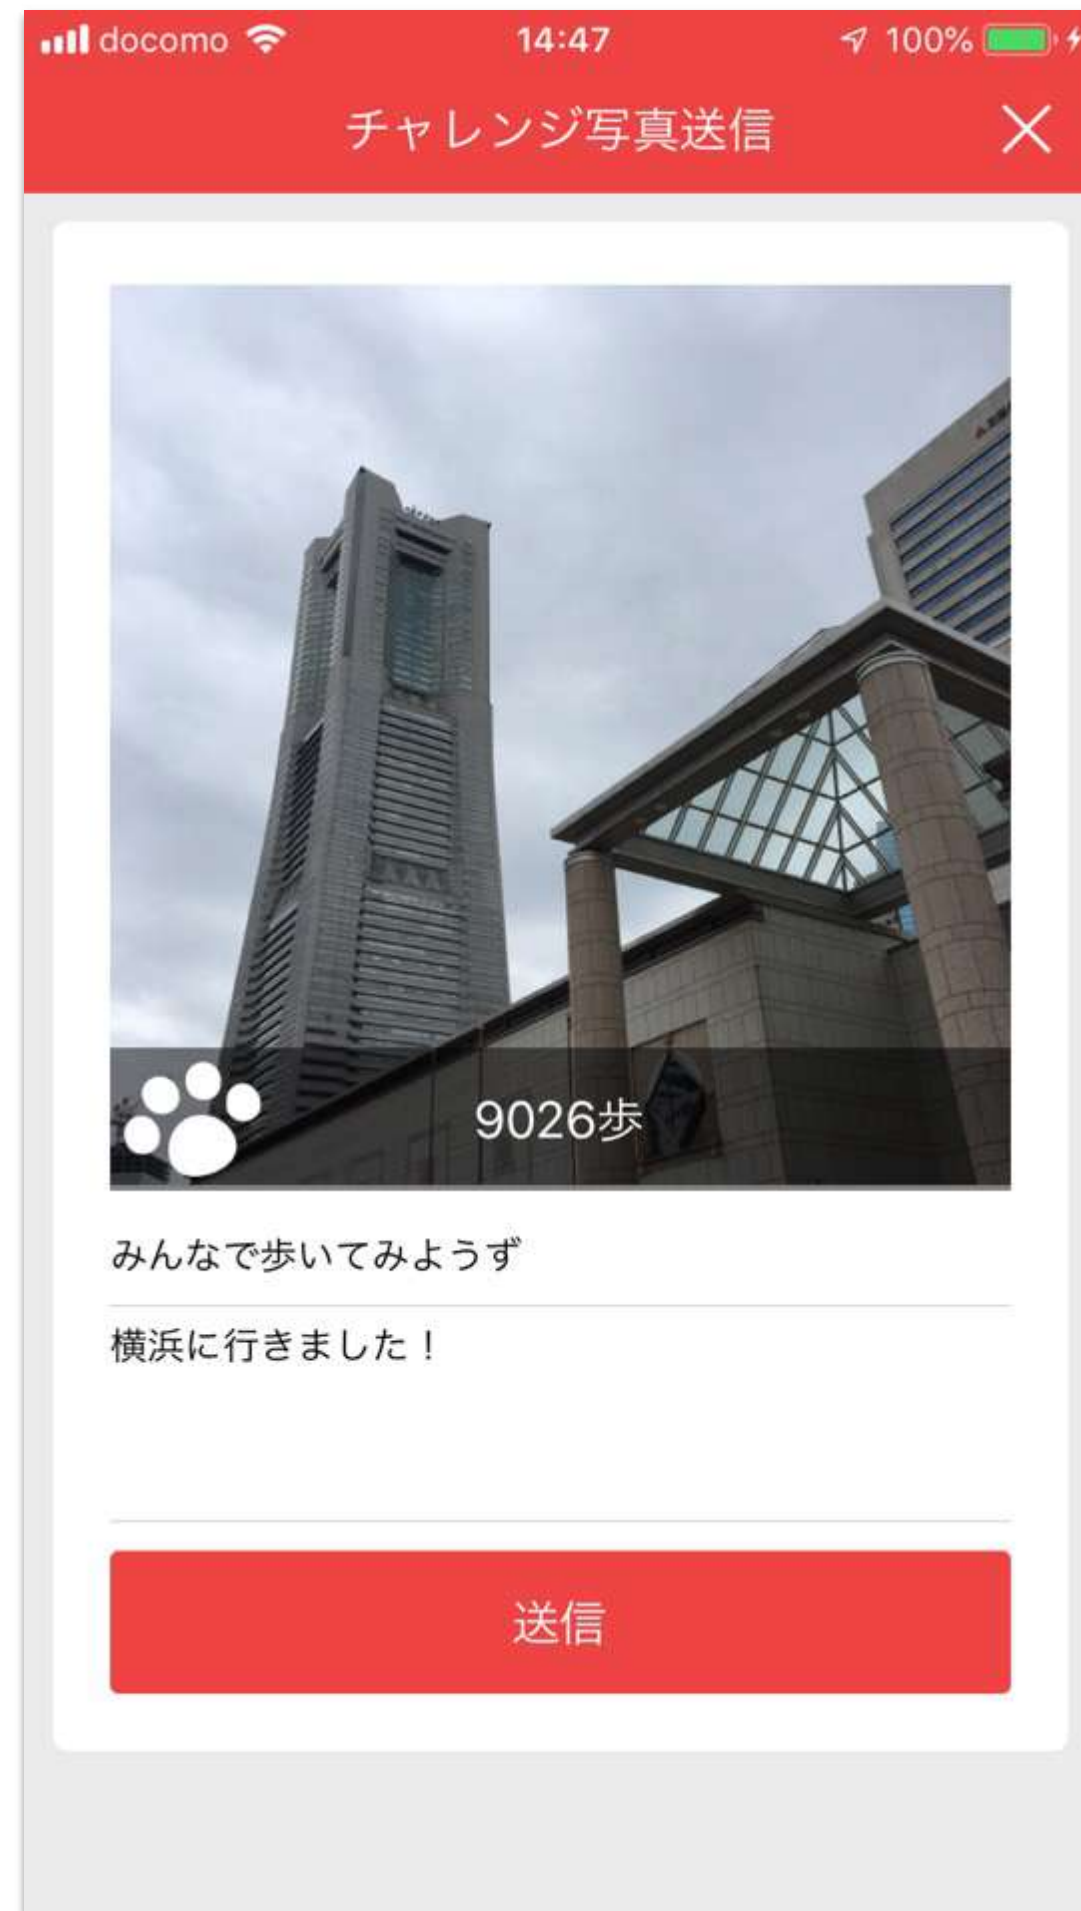 docomo 14:47 100%
チャレンジ写真送信
9026歩
みんなで歩いてみようず
横浜に行きました！
送信